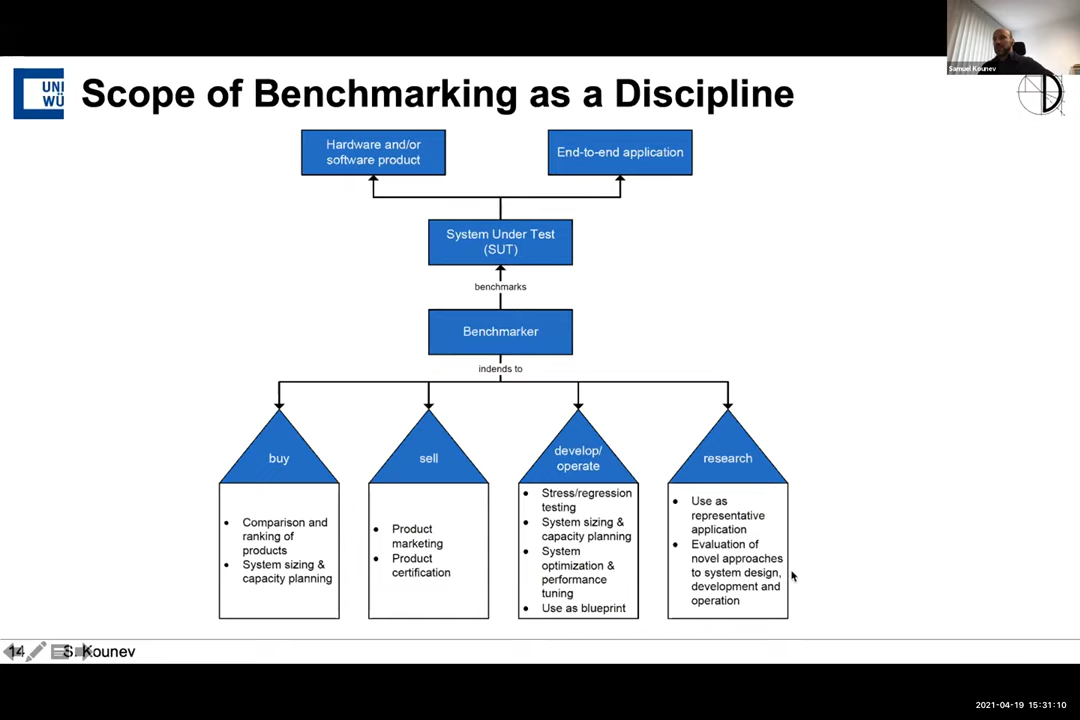 Samuel Kounev
UNI
WÜ
Scope of Benchmarking as a Discipline
Hardware and/or
software product
End-to-end application
System Under Test
(SUT)
benchmarks
Benchmarker
indends to
buy
sell
develop/
operate
research
• Comparison and
ranking of
products
• System sizing &
capacity planning
• Product
marketing
• Product
certification
• Stress/regression
testing
• System sizing &
capacity planning
• System
optimization &
performance
tuning
• Use as blueprint
• Use as
representative
application
• Evaluation of
novel approaches
to system design,
development and
operation
14 S. Kounev
2021-04-19 15:31:10